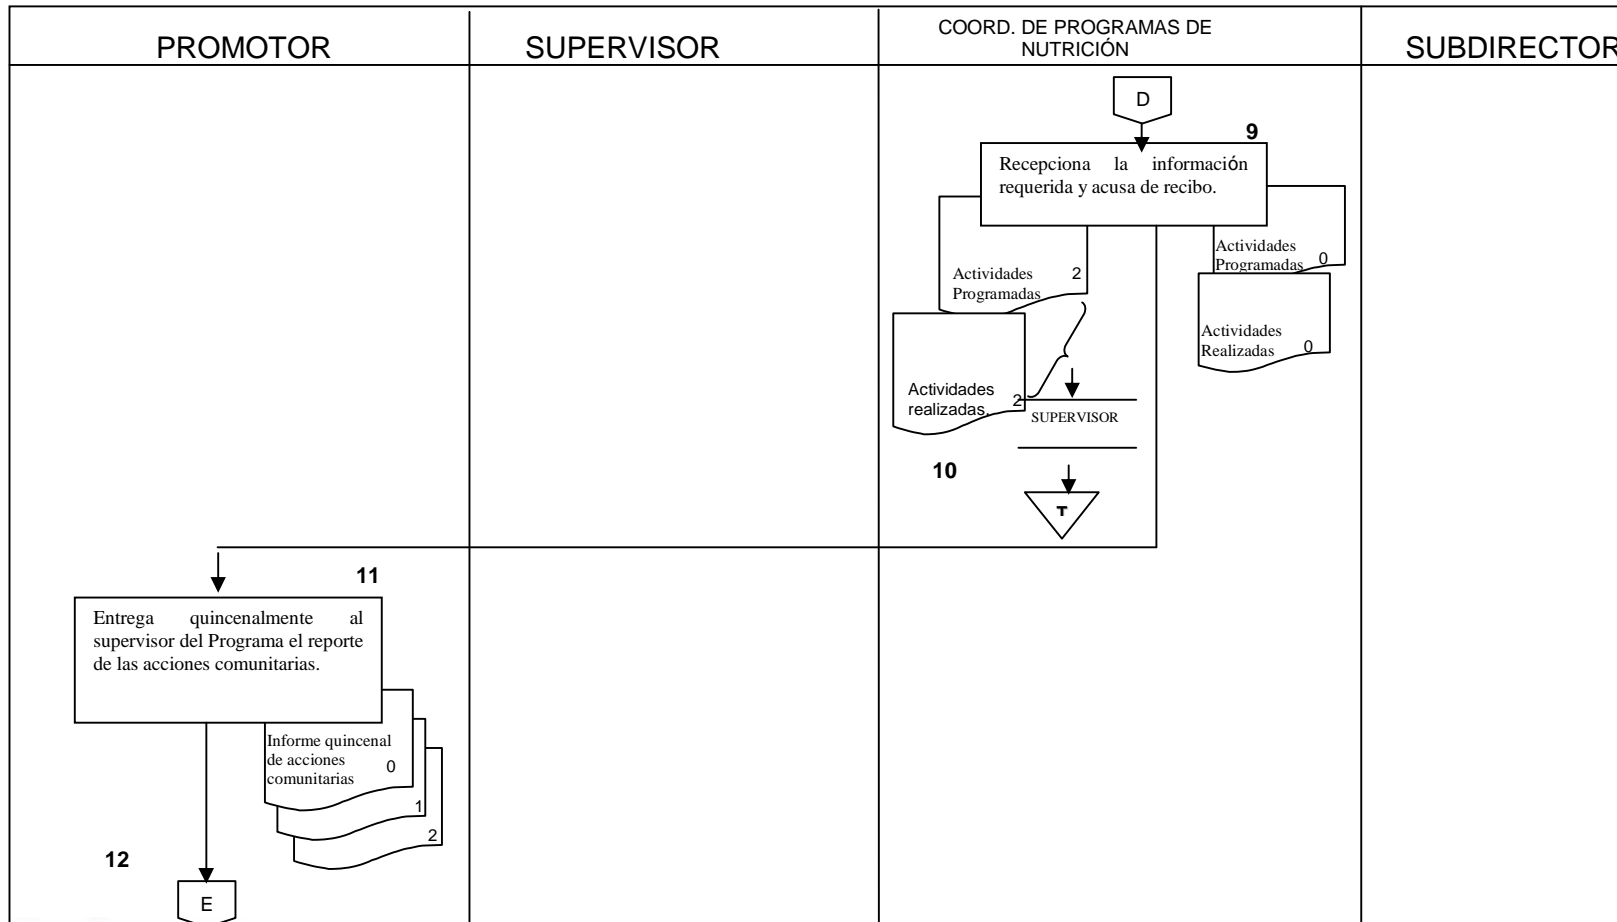 PROMOTOR
SUPERVISOR
COORD. DE PROGRAMAS DE
NUTRICIÓN
SUBDIRECTOR
D
9
Recepciona la información
requerida y acusa de recibo.
Actividades
Programadas 2
Actividades
Programadas 0
Actividades
Realizadas 0
Actividades
realizadas. 2
SUPERVISOR
10
T
11
Entrega quincenalmente al
supervisor del Programa el reporte
de las acciones comunitarias.
Informe quincenal
de acciones 0
comunitarias
1
2
12
E